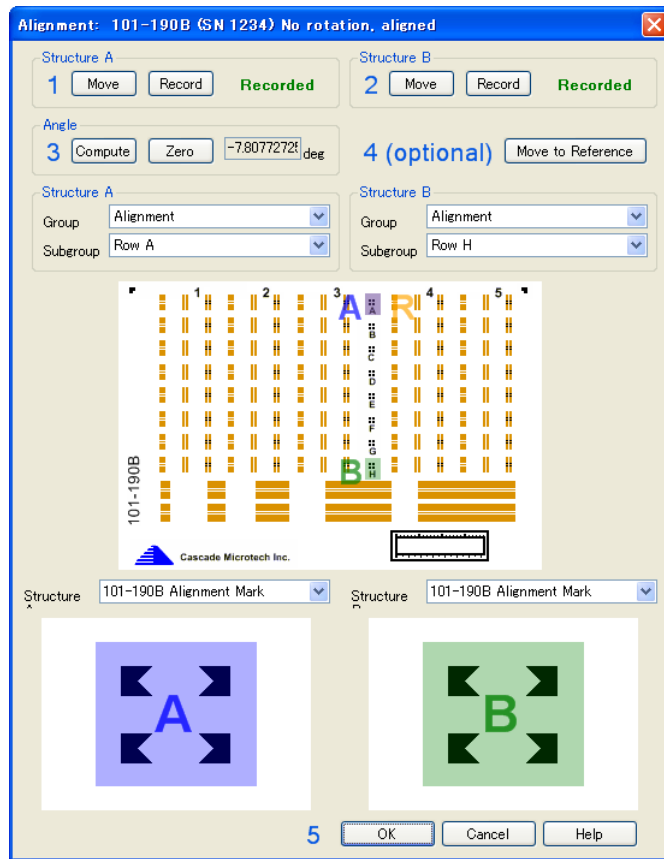 Alignment: 101-190B (SN 1234) No rotation, aligned
Structure A
1 Move Record Recorded
Structure B
2 Move Record Recorded
Angle
3 Compute Zero -7.8077272 deg
4 (optional) Move to Reference
Structure A
Group Alignment
Subgroup Row A
Structure B
Group Alignment
Subgroup Row H
1 2 3 4 5
A A R
B
C
D
E
F
G
B H
101-190B
Cascade Microtech Inc.
Structure 101-190B Alignment Mark
Structure 101-190B Alignment Mark
A
B
5 OK Cancel Help